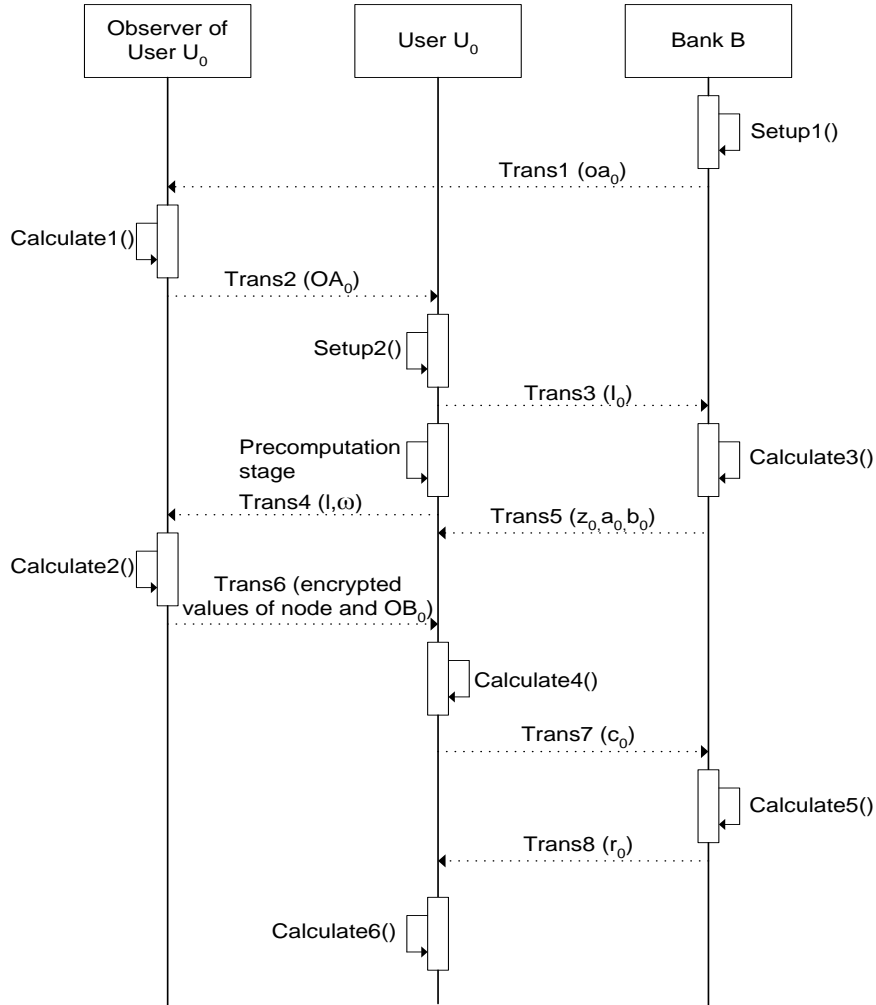 Observer of
User U₀
User U₀
Bank B
Setup1()
Trans1 (oa₀)
Calculate1()
Trans2 (OA₀)
Setup2()
Trans3 (I₀)
Precomputation
stage
Calculate3()
Trans4 (l,ω)
Trans5 (z₀,a₀,b₀)
Calculate2()
Trans6 (encrypted
values of node and OB₀)
Calculate4()
Trans7 (c₀)
Calculate5()
Trans8 (r₀)
Calculate6()